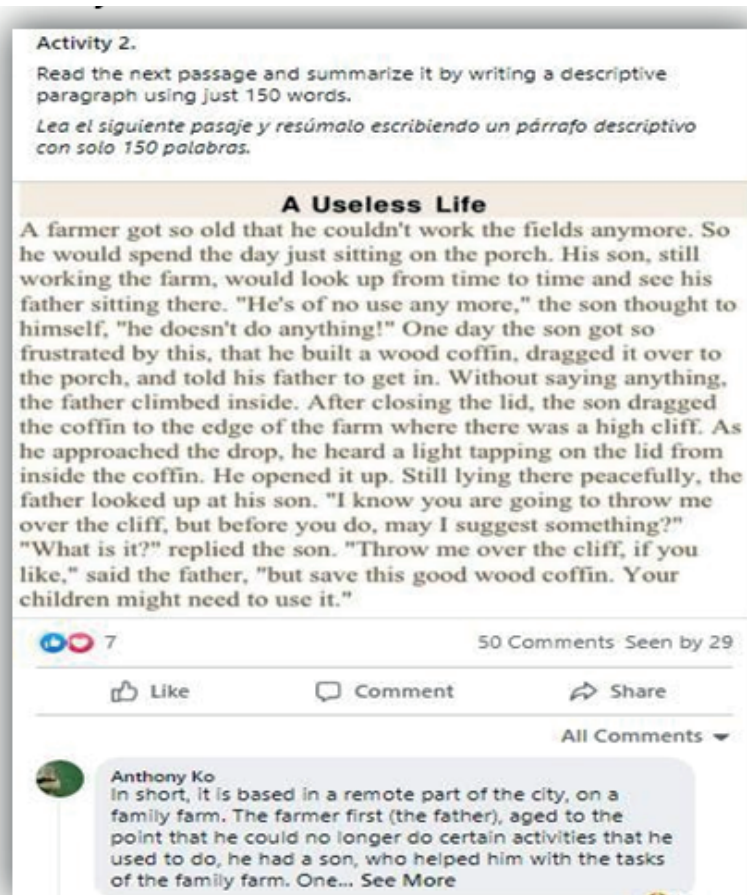 Activity 2.
Read the next passage and summarize it by writing a descriptive
paragraph using just 150 words.
Lea el siguiente pasaje y resúmalo escribiendo un párrafo descriptivo
con solo 150 palabras.
A Useless Life
A farmer got so old that he couldn't work the fields anymore. So
he would spend the day just sitting on the porch. His son, still
working the farm, would look up from time to time and see his
father sitting there. "He's of no use any more," the son thought to
himself, "he doesn't do anything!" One day the son got so
frustrated by this, that he built a wood coffin, dragged it over to
the porch, and told his father to get in. Without saying anything,
the father climbed inside. After closing the lid, the son dragged
the coffin to the edge of the farm where there was a high cliff. As
he approached the drop, he heard a light tapping on the lid from
inside the coffin. He opened it up. Still lying there peacefully, the
father looked up at his son. "I know you are going to throw me
over the cliff, but before you do, may I suggest something?"
"What is it?" replied the son. "Throw me over the cliff, if you
like," said the father, "but save this good wood coffin. Your
children might need to use it."
7 50 Comments Seen by 29
Like Comment Share
All Comments
Anthony Ko
In short, it is based in a remote part of the city, on a
family farm. The farmer first (the father), aged to the
point that he could no longer do certain activities that he
used to do, he had a son, who helped him with the tasks
of the family farm. One... See More